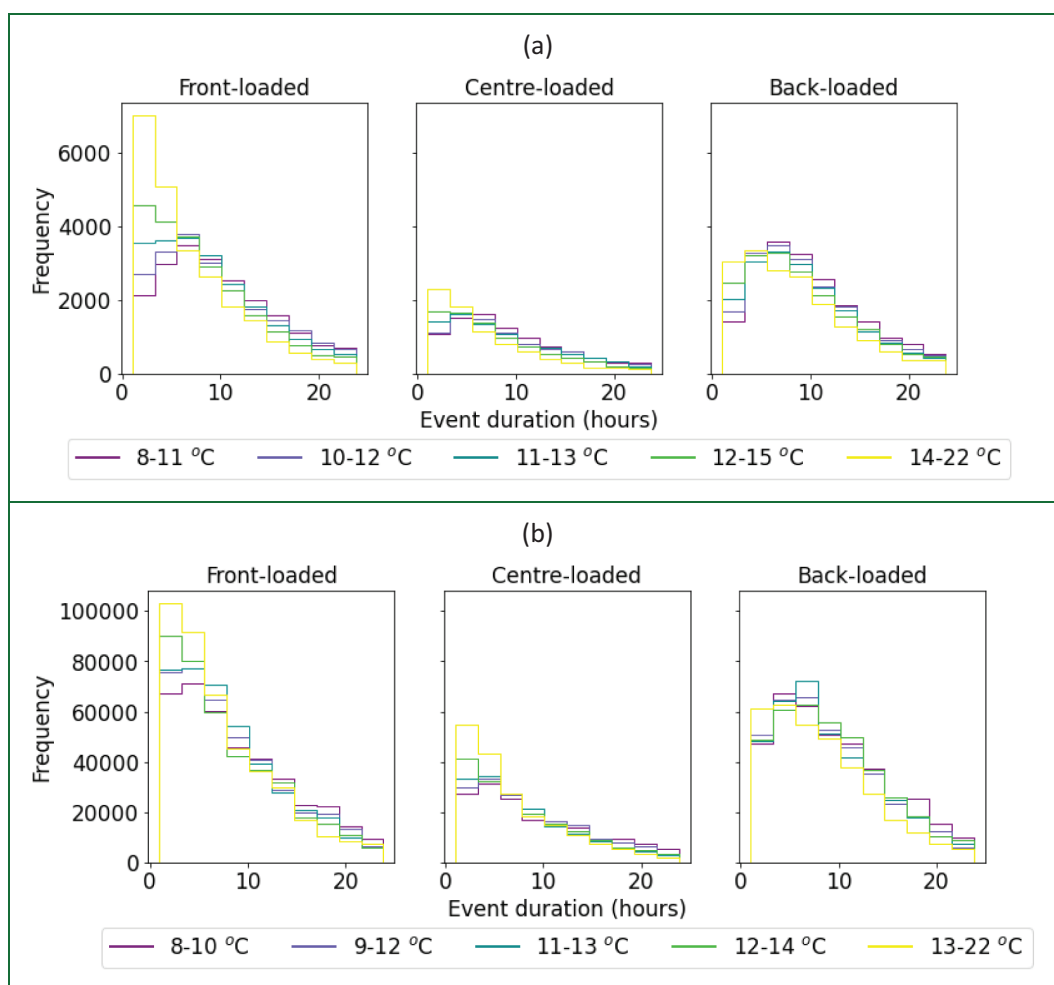 (a)
Front-loaded Centre-loaded Back-loaded
6000
4000
2000
0
Frequency
0 10 20 0 10 20 0 10 20
Event duration (hours)
8-11 °C 10-12 °C 11-13 °C 12-15 °C 14-22 °C
(b)
Front-loaded Centre-loaded Back-loaded
100000
80000
60000
40000
20000
0
Frequency
0 10 20 0 10 20 0 10 20
Event duration (hours)
8-10 °C 9-12 °C 11-13 °C 12-14 °C 13-22 °C